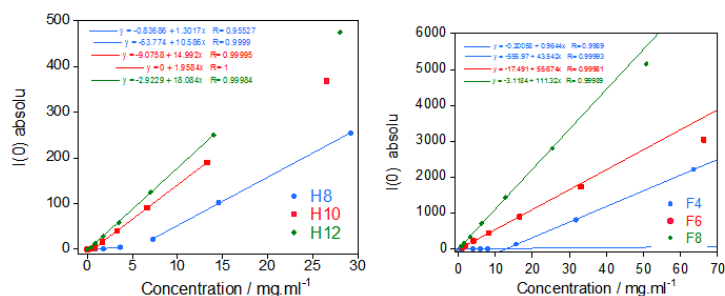 500
400
300
200
100
0
I(0) absolu
y = -0.83686 + 1.3017x R= 0.95527
y = -63.774 + 10.586x R= 0.9999
y = -9.0758 + 14.992x R= 0.99995
y = 0 + 1.9584x R= 1
y = -2.9229 + 18.084x R= 0.99984
H8
H10
H12
0 5 10 15 20 25 30
Concentration / mg.ml⁻¹
6000
5000
4000
3000
2000
1000
0
I(0) absolu
y = -0.20058 + 0.9644x R= 0.9989
y = -555.97 + 43.542x R= 0.99993
y = -17.491 + 55.674x R= 0.99981
y = -3.1184 + 111.32x R= 0.99989
F4
F6
F8
0 10 20 30 40 50 60 70
Concentration / mg.ml⁻¹